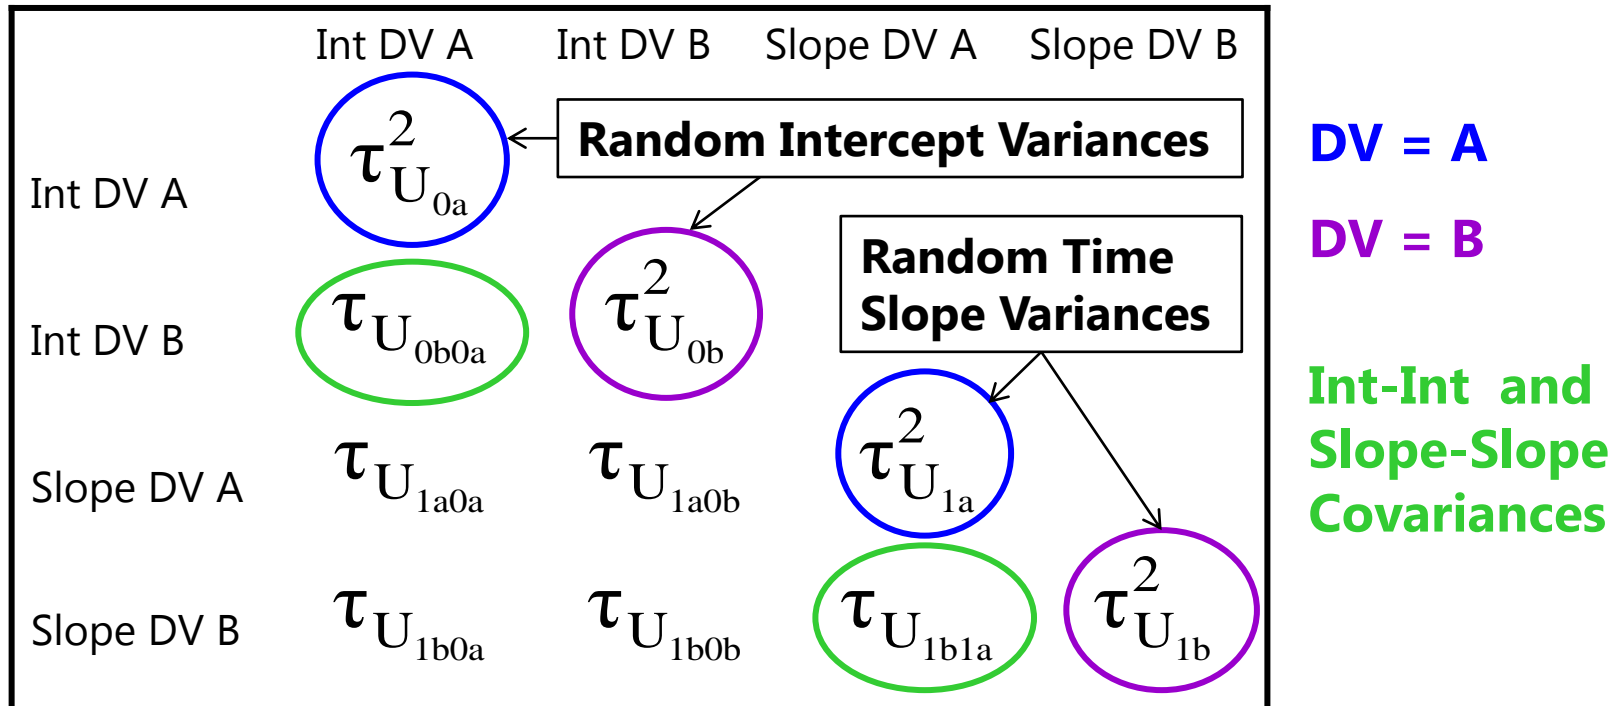 Int DV A Int DV B Slope DV A Slope DV B
Random Intercept Variances
Int DV A τ²U₀ₐ
Random Time
Slope Variances
Int DV B τU0b0a τ²U0b
Slope DV A τU1a0a τU1a0b τ²U1a
Slope DV B τU1b0a τU1b0b τU1b1a τ²U1b
DV = A
DV = B
Int-Int and
Slope-Slope
Covariances